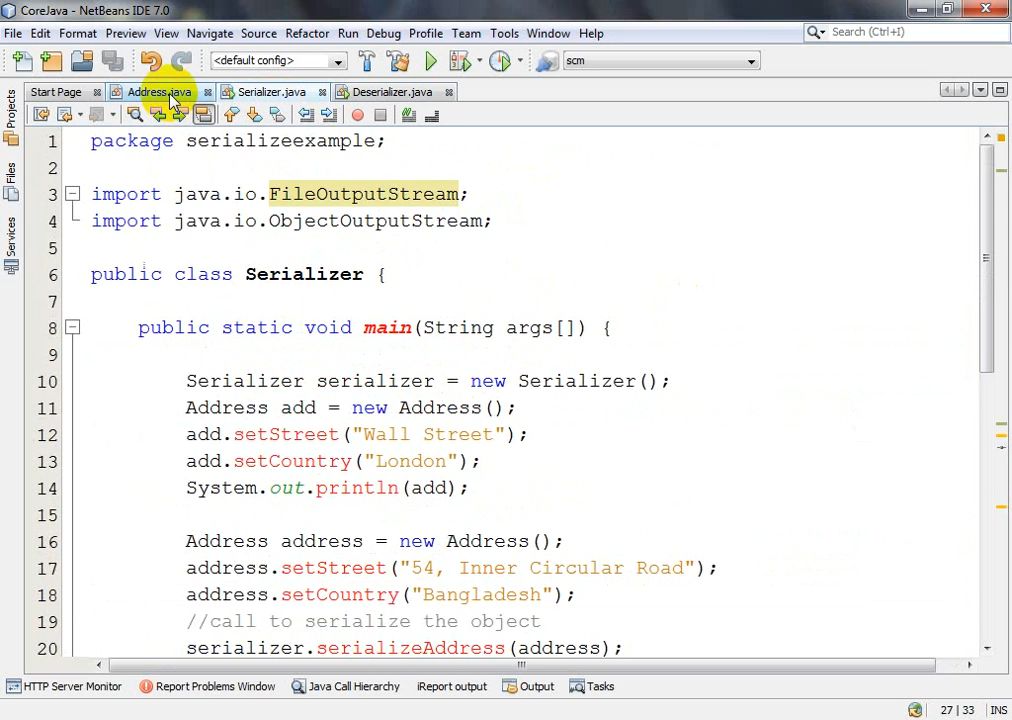 CoreJava - NetBeans IDE 7.0
File Edit Format Preview View Navigate Source Refactor Run Debug Profile Team Tools Window Help
Search (Ctrl+I)
<default config>
scm
Start Page
Address.java
Serializer.java
Deserializer.java
Projects
Files
Services
1 package serializeexample;
2
3 import java.io.FileOutputStream;
4 import java.io.ObjectOutputStream;
5
6 public class Serializer {
7
8 public static void main(String args[]) {
9
10 Serializer serializer = new Serializer();
11 Address add = new Address();
12 add.setStreet("Wall Street");
13 add.setCountry("London");
14 System.out.println(add);
15
16 Address address = new Address();
17 address.setStreet("54, Inner Circular Road");
18 address.setCountry("Bangladesh");
19 //call to serialize the object
20 serializer.serializeAddress(address);
HTTP Server Monitor
Report Problems Window
Java Call Hierarchy
iReport output
Output
Tasks
27 | 33
INS